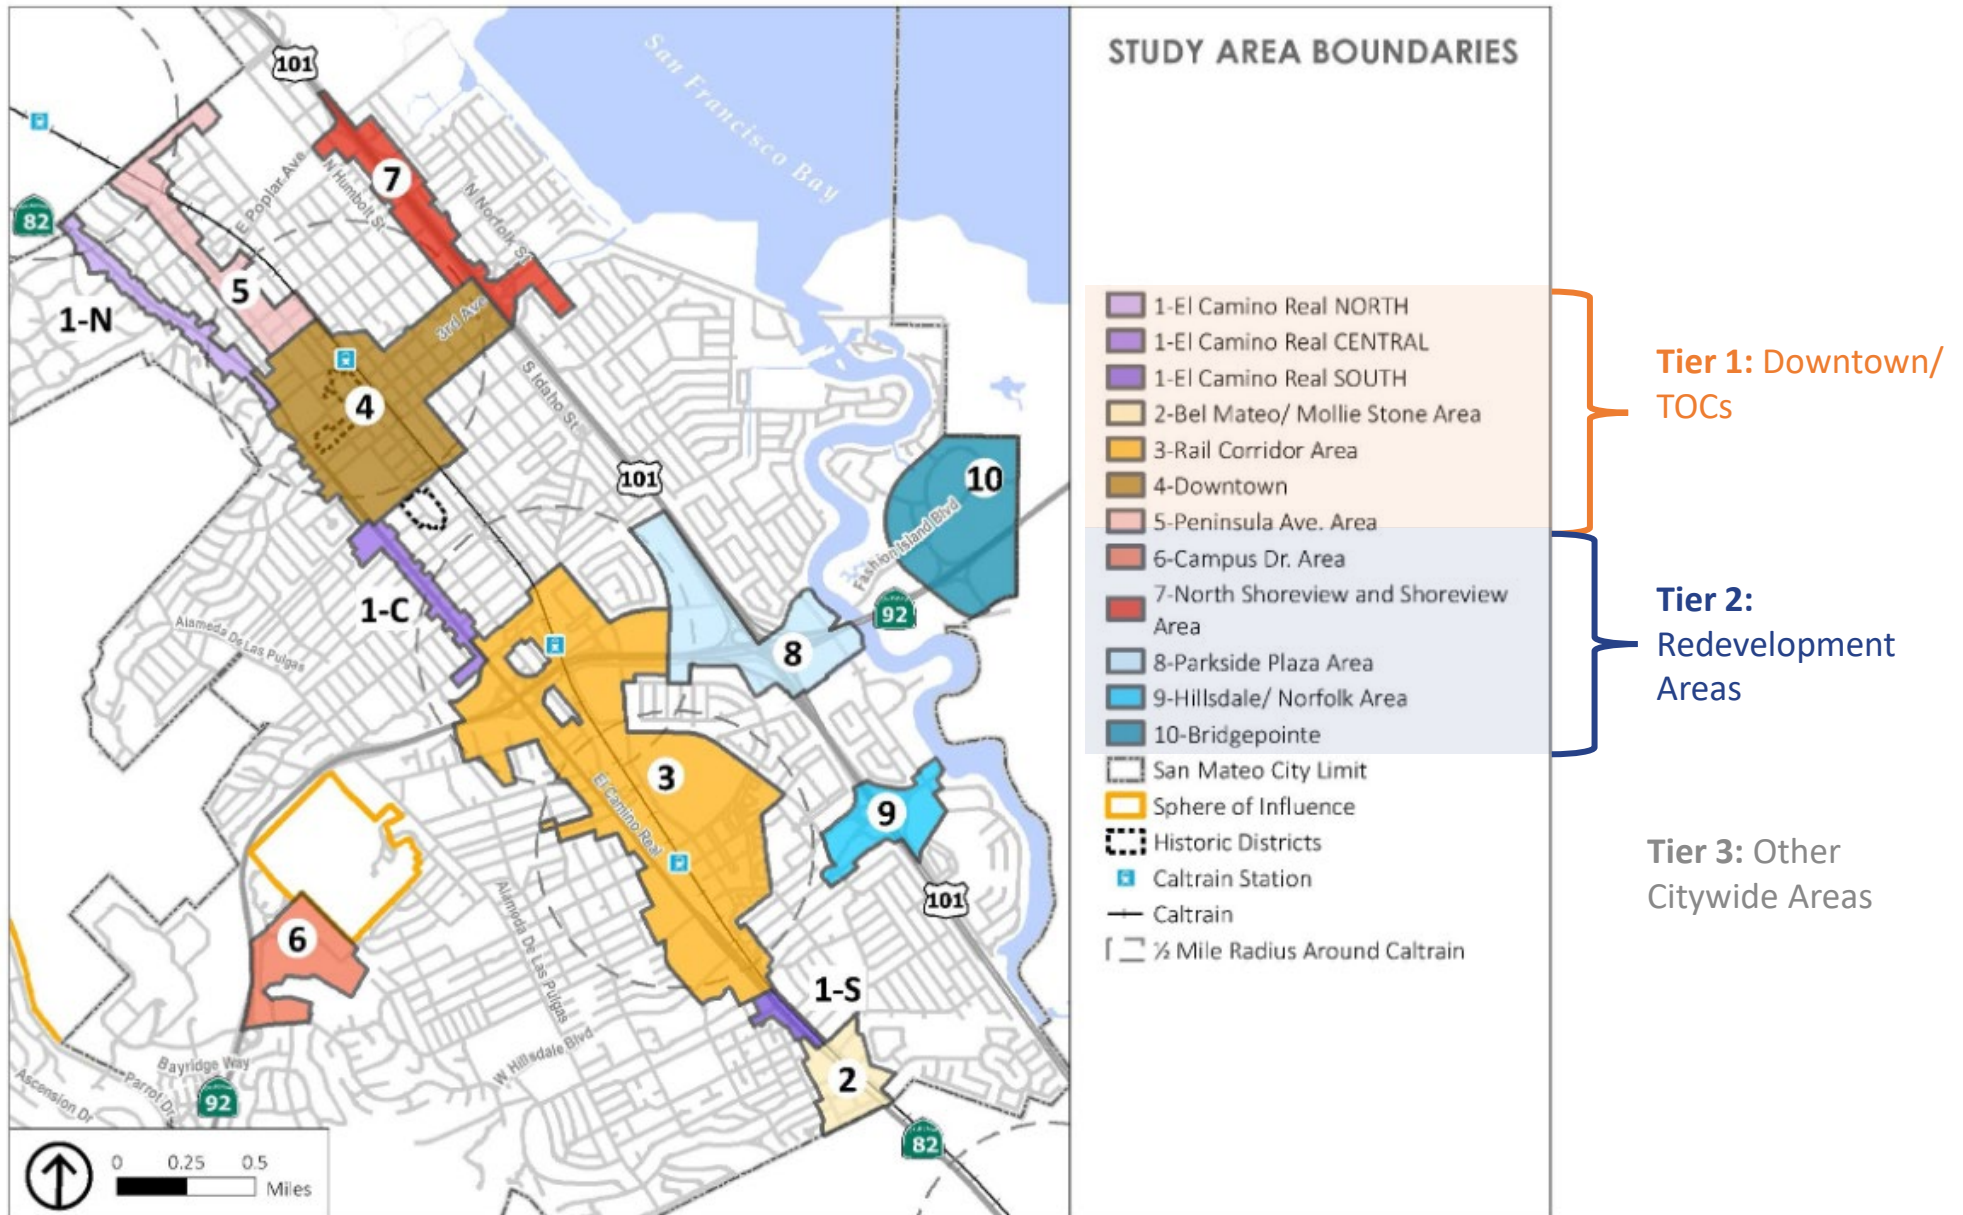 101
San Francisco Bay
82
7
E Poplar Ave
N Humbolt St
N Norfolk St
5
1-N
3rd Ave
4
S Idaho St
101
10
Fashion Island Blvd
92
1-C
Alameda De Las Pulgas
8
3
El Camino Real
9
101
6
Alameda De Las Pulgas
1-S
W Hillsdale Blvd
2
Bayridge Way
Parrot Dr
Ascension Dr
92
82
0 0.25 0.5
Miles
STUDY AREA BOUNDARIES
1-El Camino Real NORTH
1-El Camino Real CENTRAL
1-El Camino Real SOUTH
2-Bel Mateo/ Mollie Stone Area
3-Rail Corridor Area
4-Downtown
5-Peninsula Ave. Area
6-Campus Dr. Area
7-North Shoreview and Shoreview
Area
8-Parkside Plaza Area
9-Hillsdale/ Norfolk Area
10-Bridgepointe
San Mateo City Limit
Sphere of Influence
Historic Districts
Caltrain Station
Caltrain
½ Mile Radius Around Caltrain
Tier 1: Downtown/
TOCs
Tier 2:
Redevelopment
Areas
Tier 3: Other
Citywide Areas